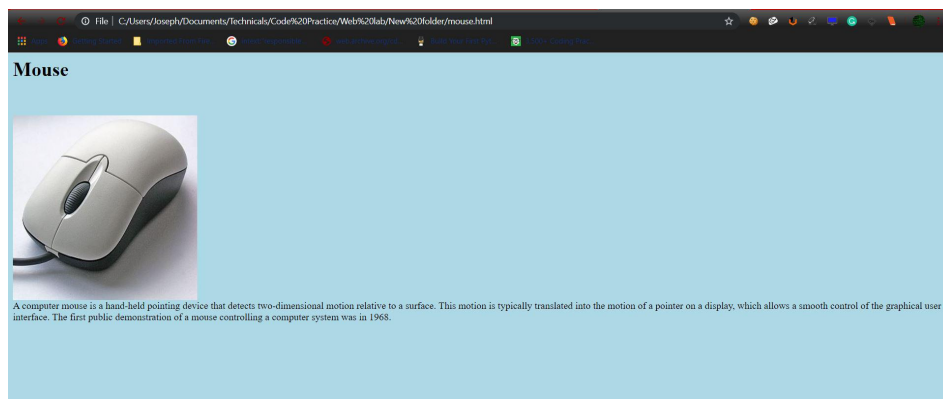 File | C:/Users/Joseph/Documents/Technicals/Code%20Practice/Web%20lab/New%20folder/mouse.html
Mouse
A computer mouse is a hand-held pointing device that detects two-dimensional motion relative to a surface. This motion is typically translated into the motion of a pointer on a display, which allows a smooth control of the graphical user
interface. The first public demonstration of a mouse controlling a computer system was in 1968.